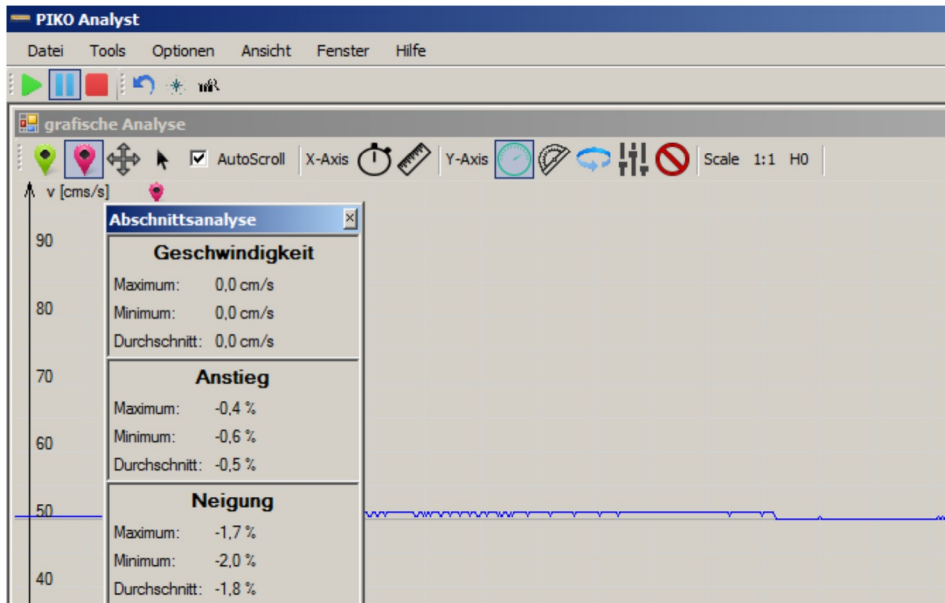 PIKO Analyst
Datei Tools Optionen Ansicht Fenster Hilfe
grafische Analyse
AutoScroll X-Axis Y-Axis Scale 1:1 H0
v [cms/s]
Abschnittsanalyse
90
Geschwindigkeit
Maximum: 0,0 cm/s
80
Minimum: 0,0 cm/s
Durchschnitt: 0,0 cm/s
70
Anstieg
Maximum: -0,4 %
60
Minimum: -0,6 %
Durchschnitt: -0,5 %
50
Neigung
Maximum: -1,7 %
Minimum: -2,0 %
40
Durchschnitt: -1,8 %